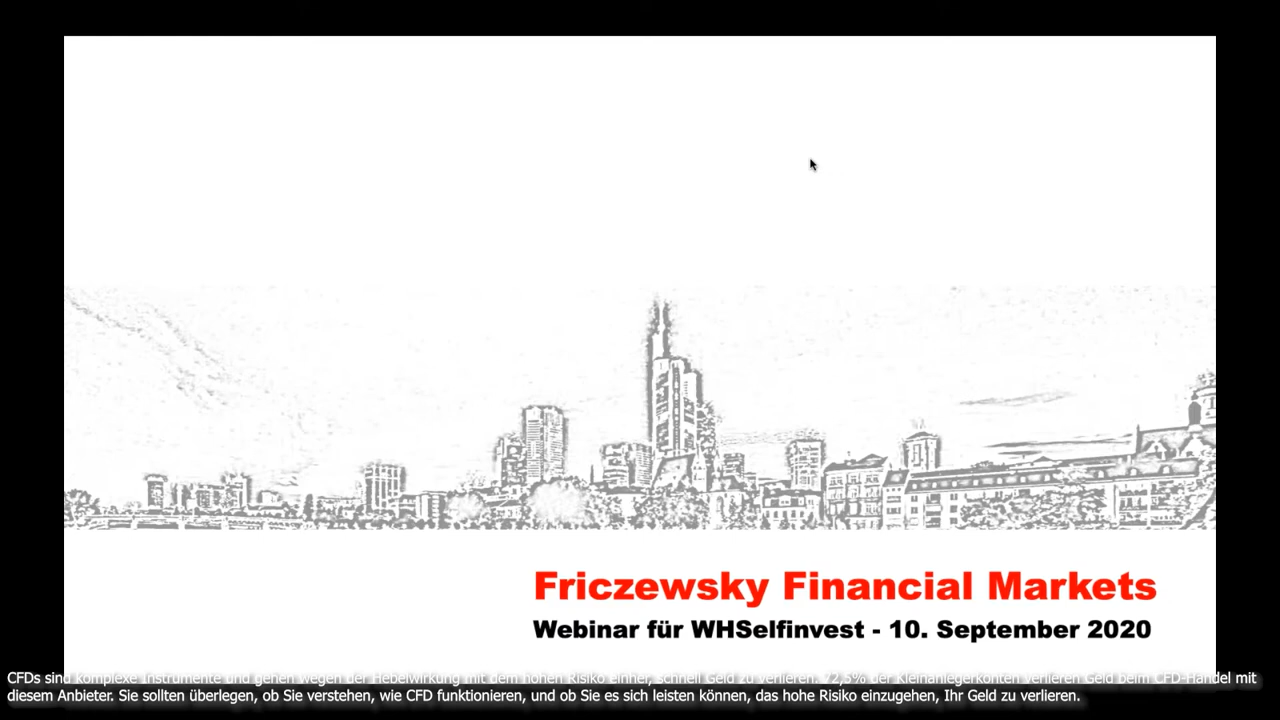 Friczewsky Financial Markets
Webinar für WHSelfinvest - 10. September 2020
CFDs sind komplexe Instrumente und gehen wegen der Hebelwirkung mit dem hohen Risiko einher, schnell Geld zu verlieren. 72,5% der Kleinanlegerkonten verlieren Geld beim CFD-Handel mit
diesem Anbieter. Sie sollten überlegen, ob Sie verstehen, wie CFD funktionieren, und ob Sie es sich leisten können, das hohe Risiko einzugehen, Ihr Geld zu verlieren.